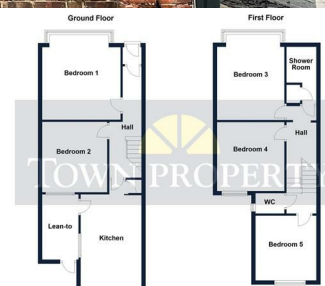 Ground Floor
First Floor
Bedroom 1
Hall
Bedroom 2
Lean-to
Kitchen
Bedroom 3
Shower
Room
Hall
Bedroom 4
WC
Bedroom 5
TOWN PROPERTY